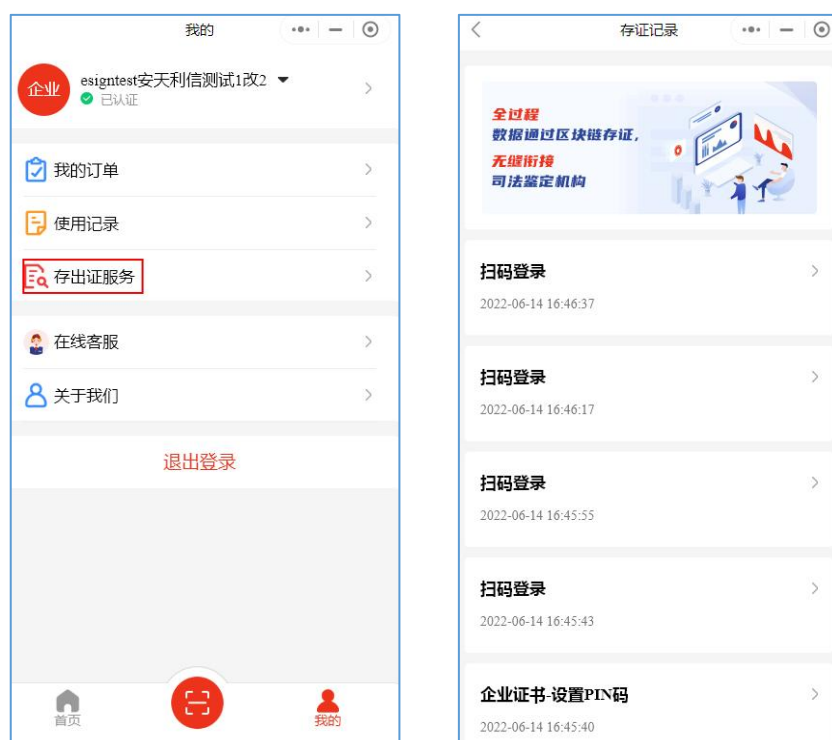 我的
企业
esigntest安天利信测试1改2
已认证
我的订单
使用记录
存出证服务
在线客服
关于我们
退出登录
首页
我的
存证记录
全过程
数据通过区块链存证，
无缝衔接
司法鉴定机构
扫码登录
2022-06-14 16:46:37
扫码登录
2022-06-14 16:46:17
扫码登录
2022-06-14 16:45:55
扫码登录
2022-06-14 16:45:43
企业证书-设置PIN码
2022-06-14 16:45:40